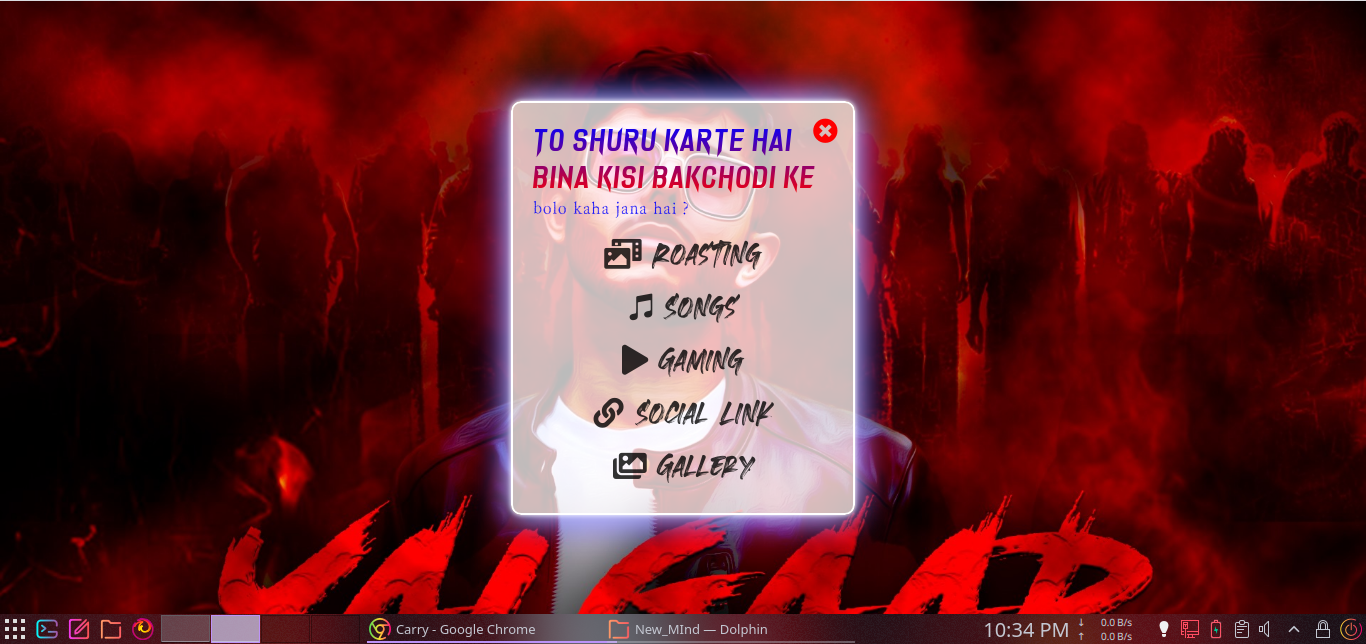 TO SHURU KARTE HAI
BINA KISI BAKCHODI KE
bolo kaha jana hai ?
ROASTING
SONGS
GAMING
SOCIAL LINK
GALLERY
Carry - Google Chrome
New_MInd — Dolphin
10:34 PM
0.0 B/s
0.0 B/s